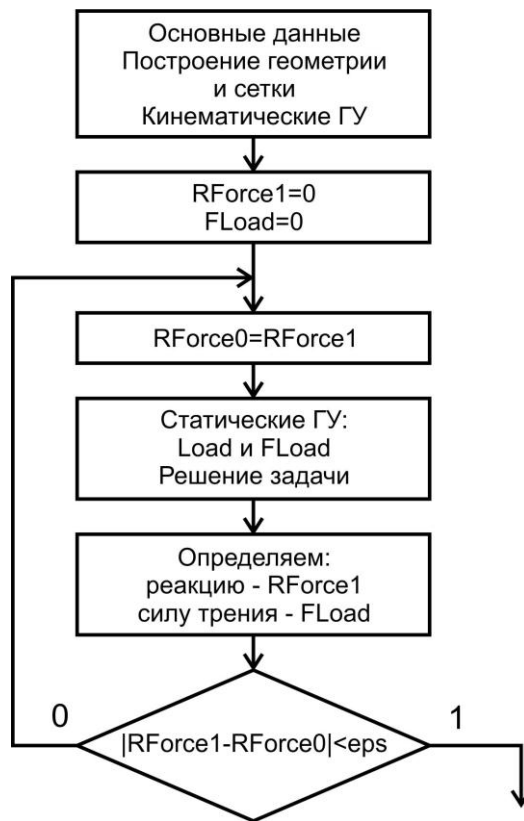 Основные данные
Построение геометрии
и сетки
Кинематические ГУ
RForce1=0
FLoad=0
RForce0=RForce1
Статические ГУ:
Load и FLoad
Решение задачи
Определяем:
реакцию - RForce1
силу трения - FLoad
0
1
|RForce1-RForce0|<eps